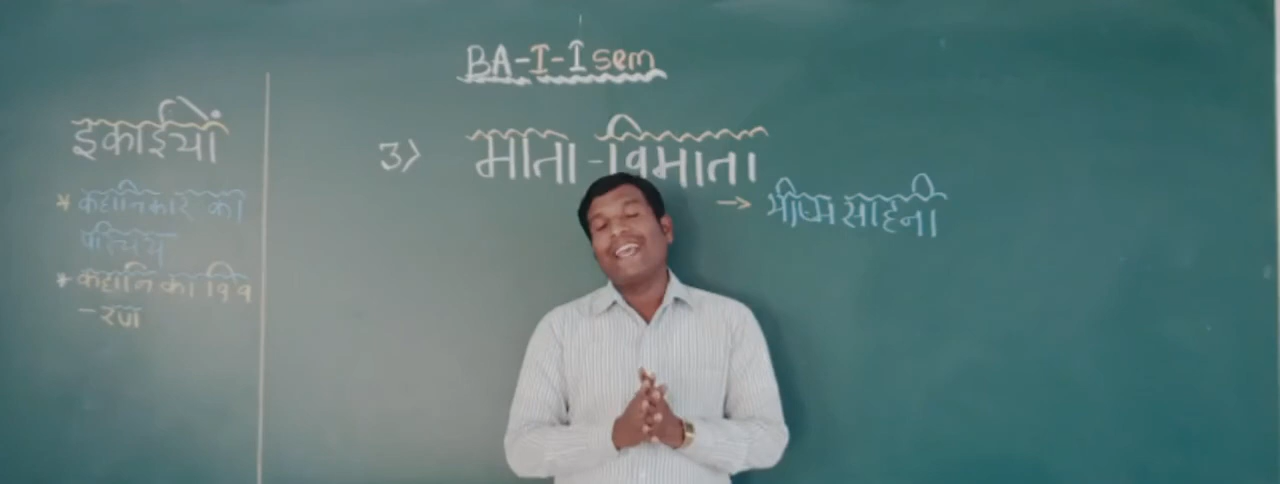 BA-I-I sem
इकाईयाँ
* कहानिकार का
परिचय
* कहानि का विव
-रण
3) माता-विमाता
→ भीष्म साहनी